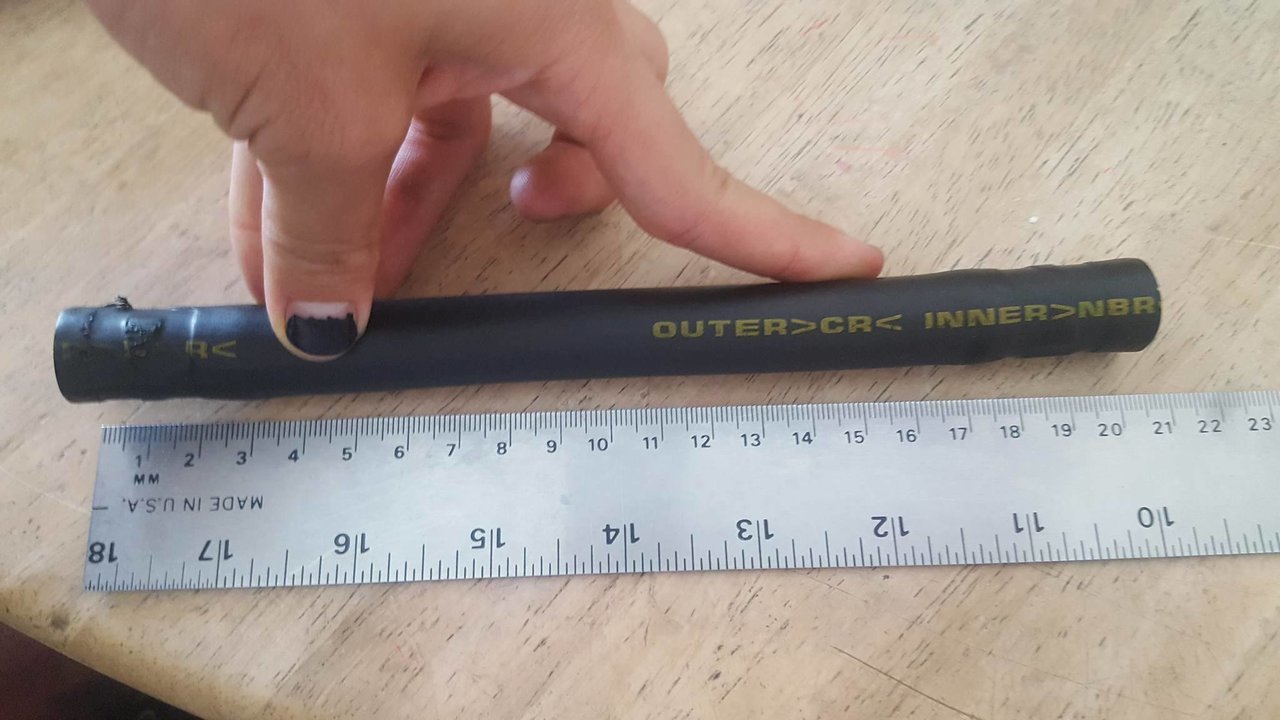 R< OUTER>CR< INNER>NBR
1 2 3 4 5 6 7 8 9 10 11 12 13 14 15 16 17 18 19 20 21 22 23
MM
MADE IN U.S.A.
18 17 16 15 14 13 12 11 10